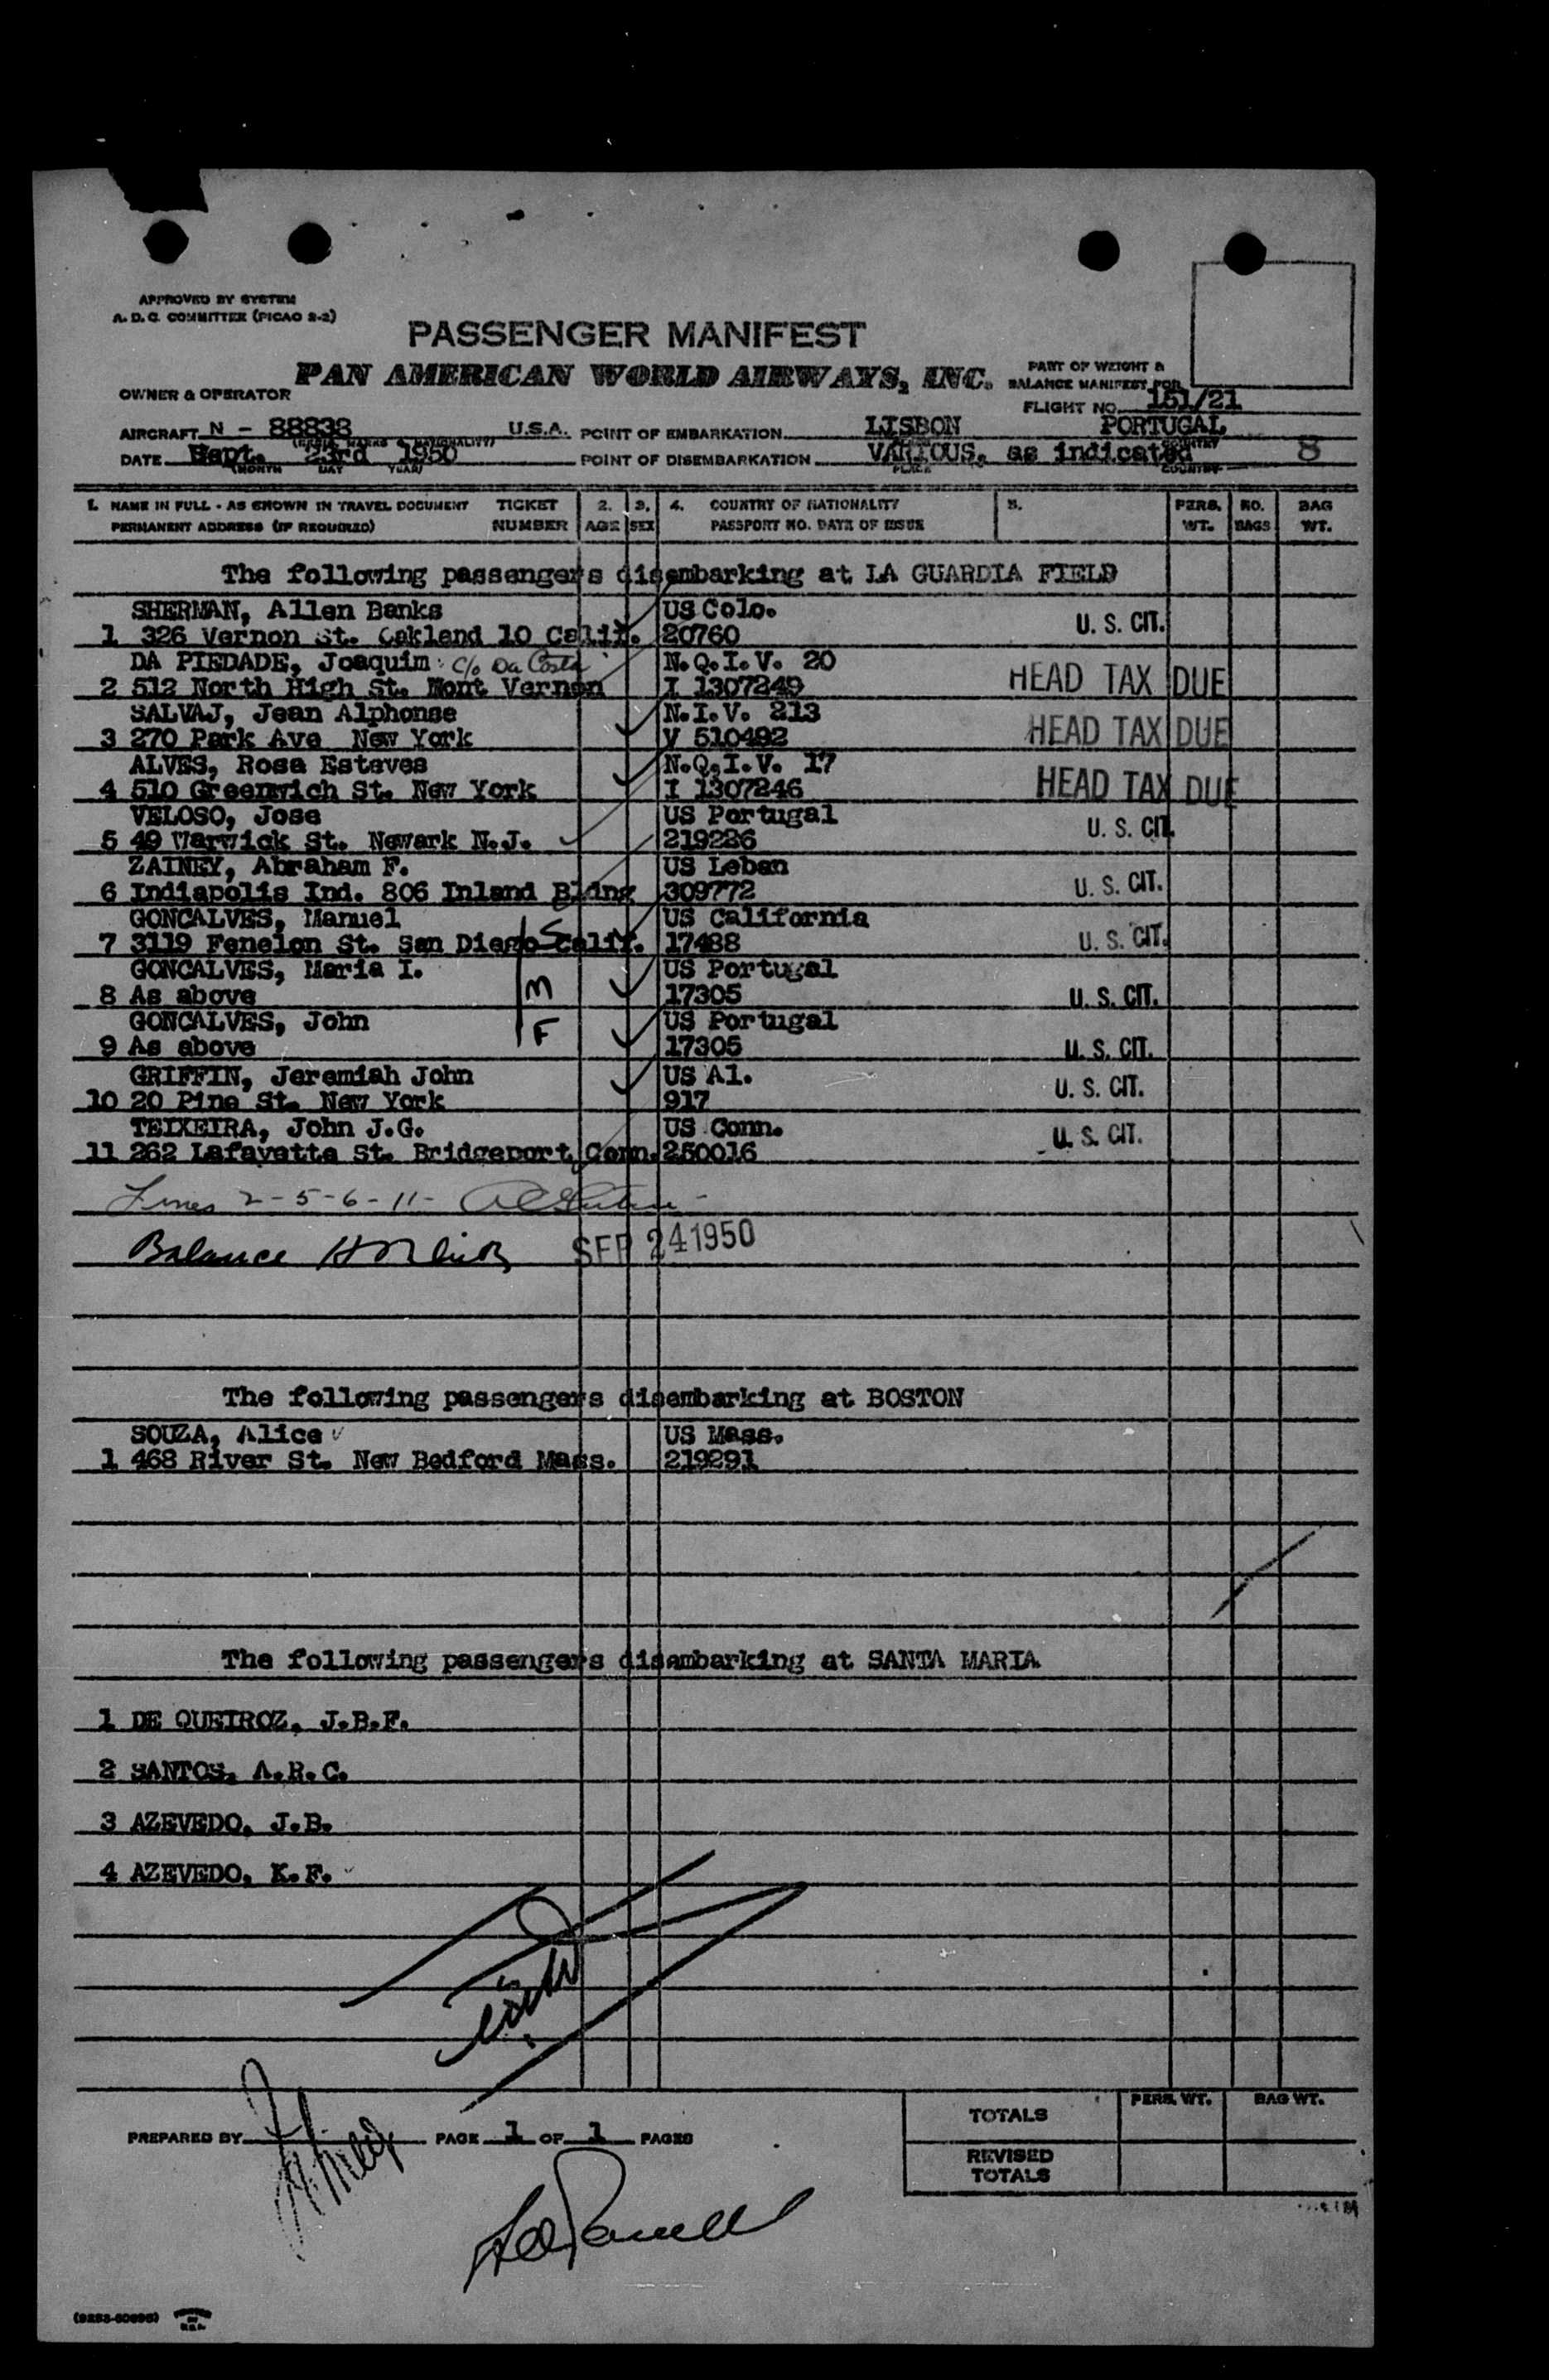 APPROVED BY SYSTEM
A. D. C. COMMITTEE (PICAO 2-2)
PASSENGER MANIFEST
OWNER & OPERATOR PAN AMERICAN WORLD AIRWAYS, INC.
PART OF WEIGHT &
BALANCE MANIFEST FOR
FLIGHT NO. 151/21
AIRCRAFT N - 88838 U.S.A. POINT OF EMBARKATION LISBON PORTUGAL
DATE Sept. 23rd 1950 POINT OF DISEMBARKATION VARIOUS, as indicated 8
(MONTH DAY YEAR) PLACE COUNTRY
1. NAME IN FULL - AS SHOWN IN TRAVEL DOCUMENT TICKET 2. 3. 4. COUNTRY OF NATIONALITY 5. PERS. NO. BAG
PERMANENT ADDRESS (IF REQUIRED) NUMBER AGE SEX PASSPORT NO. DATE OF ISSUE WT. BAGS WT.
The following passengers disembarking at LA GUARDIA FIELD
SHERMAN, Allen Banks US Colo.
1 326 Vernon St. Oakland 10 Calif. 20760 U. S. CIT.
DA PIEDADE, Joaquim c/o Da Costa N.Q.I.V. 20
2 512 North High St. Mont Vernon I 1307249 HEAD TAX DUE
SALVAJ, Jean Alphonse N.I.V. 213
3 270 Park Ave New York V 510492 HEAD TAX DUE
ALVES, Rosa Esteves N.Q.I.V. 17
4 510 Greenwich St. New York I 1307246 HEAD TAX DUE
VELOSO, Jose US Portugal
5 49 Warwick St. Newark N.J. 219286 U. S. CIT.
ZAINEY, Abraham F. US Leban
6 Indiapolis Ind. 806 Inland Bldng 309772 U. S. CIT.
GONCALVES, Manuel US California
7 3119 Fenelon St. San Diego Calif. S 17488 U. S. CIT.
GONCALVES, Maria I. US Portugal
8 As above M 17305 U. S. CIT.
GONCALVES, John US Portugal
9 As above F 17305 U. S. CIT.
GRIFFIN, Jeremiah John US Al.
10 20 Pine St. New York 917 U. S. CIT.
TEIXEIRA, John J.G. US Conn.
11 262 Lafayatta St. Bridgeport Conn. 250016 U. S. CIT.
Lines 2-5-6-11-
Balance SEP 24 1950
The following passengers disembarking at BOSTON
SOUZA, Alice US Mass.
1 468 River St. New Bedford Mass. 219291
The following passengers disembarking at SANTA MARIA
1 DE QUEIROZ, J.B.F.
2 SANTOS, A.R.C.
3 AZEVEDO, J.B.
4 AZEVEDO, K.F.
PREPARED BY PAGE 1 OF 1 PAGES
TOTALS PERS. WT. BAG WT.
REVISED
TOTALS